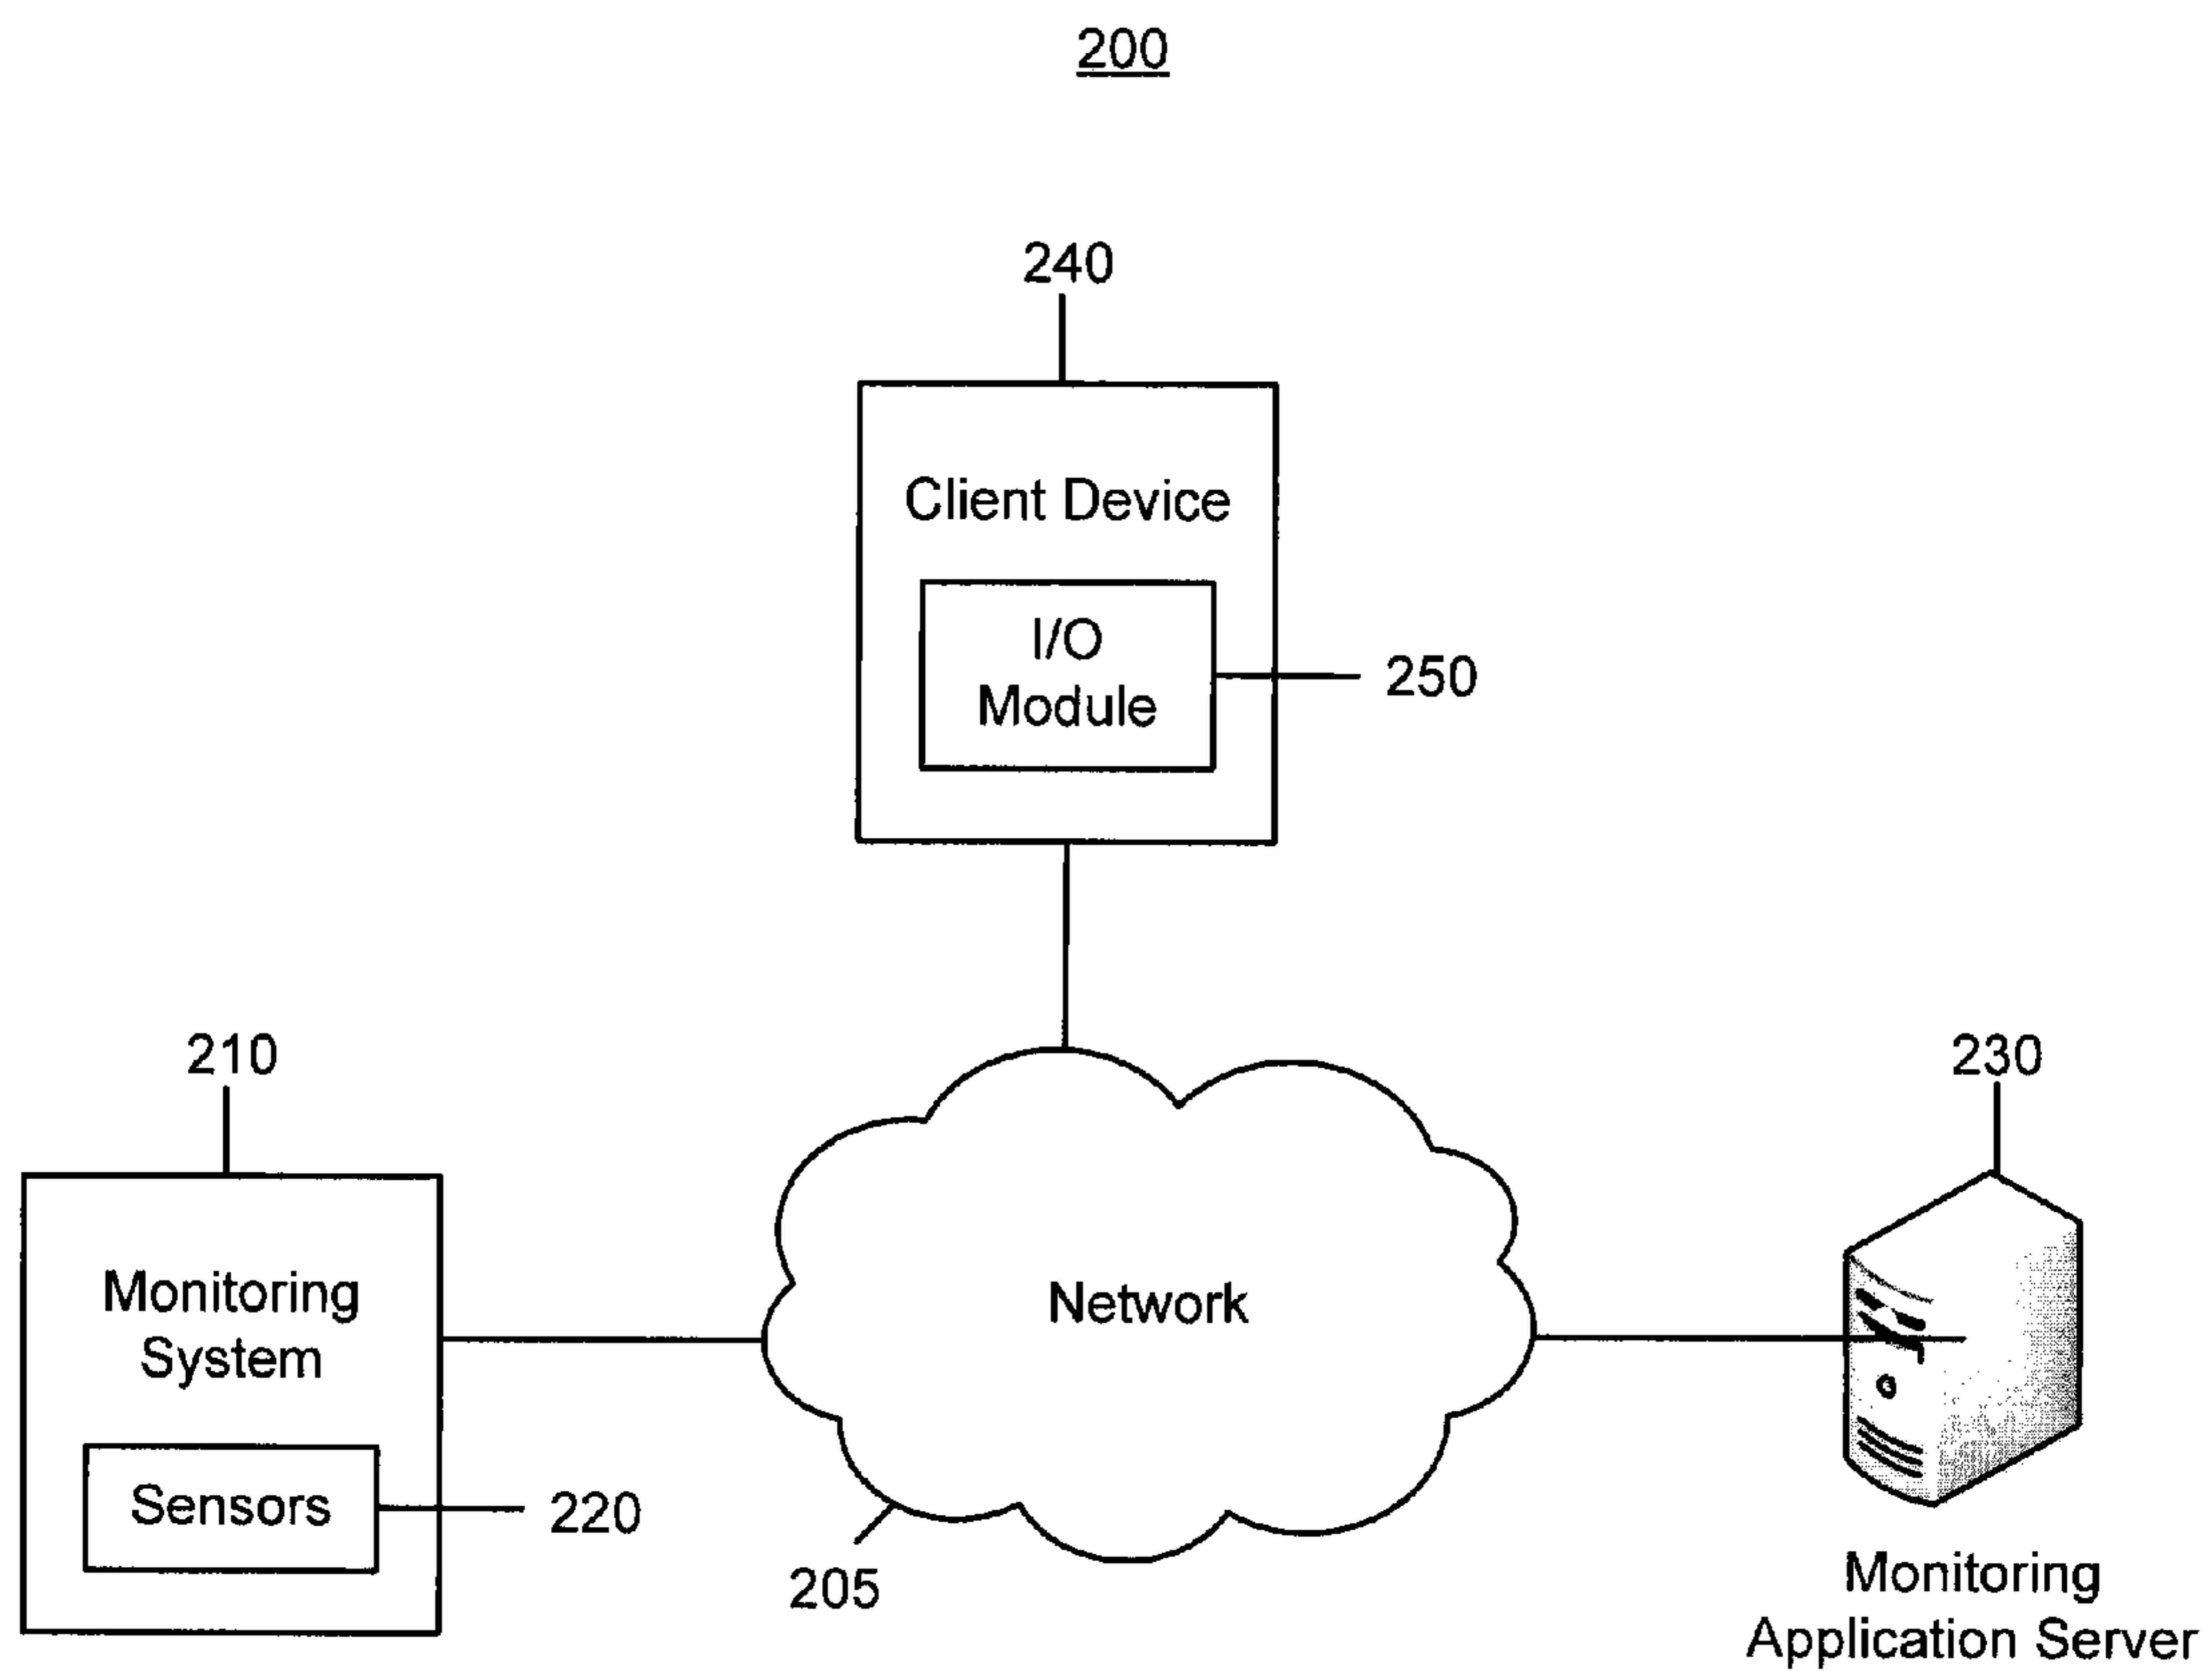 200
240
Client Device
I/O
Module
250
210
230
Monitoring
System
Network
Sensors
220
205
Monitoring
Application Server